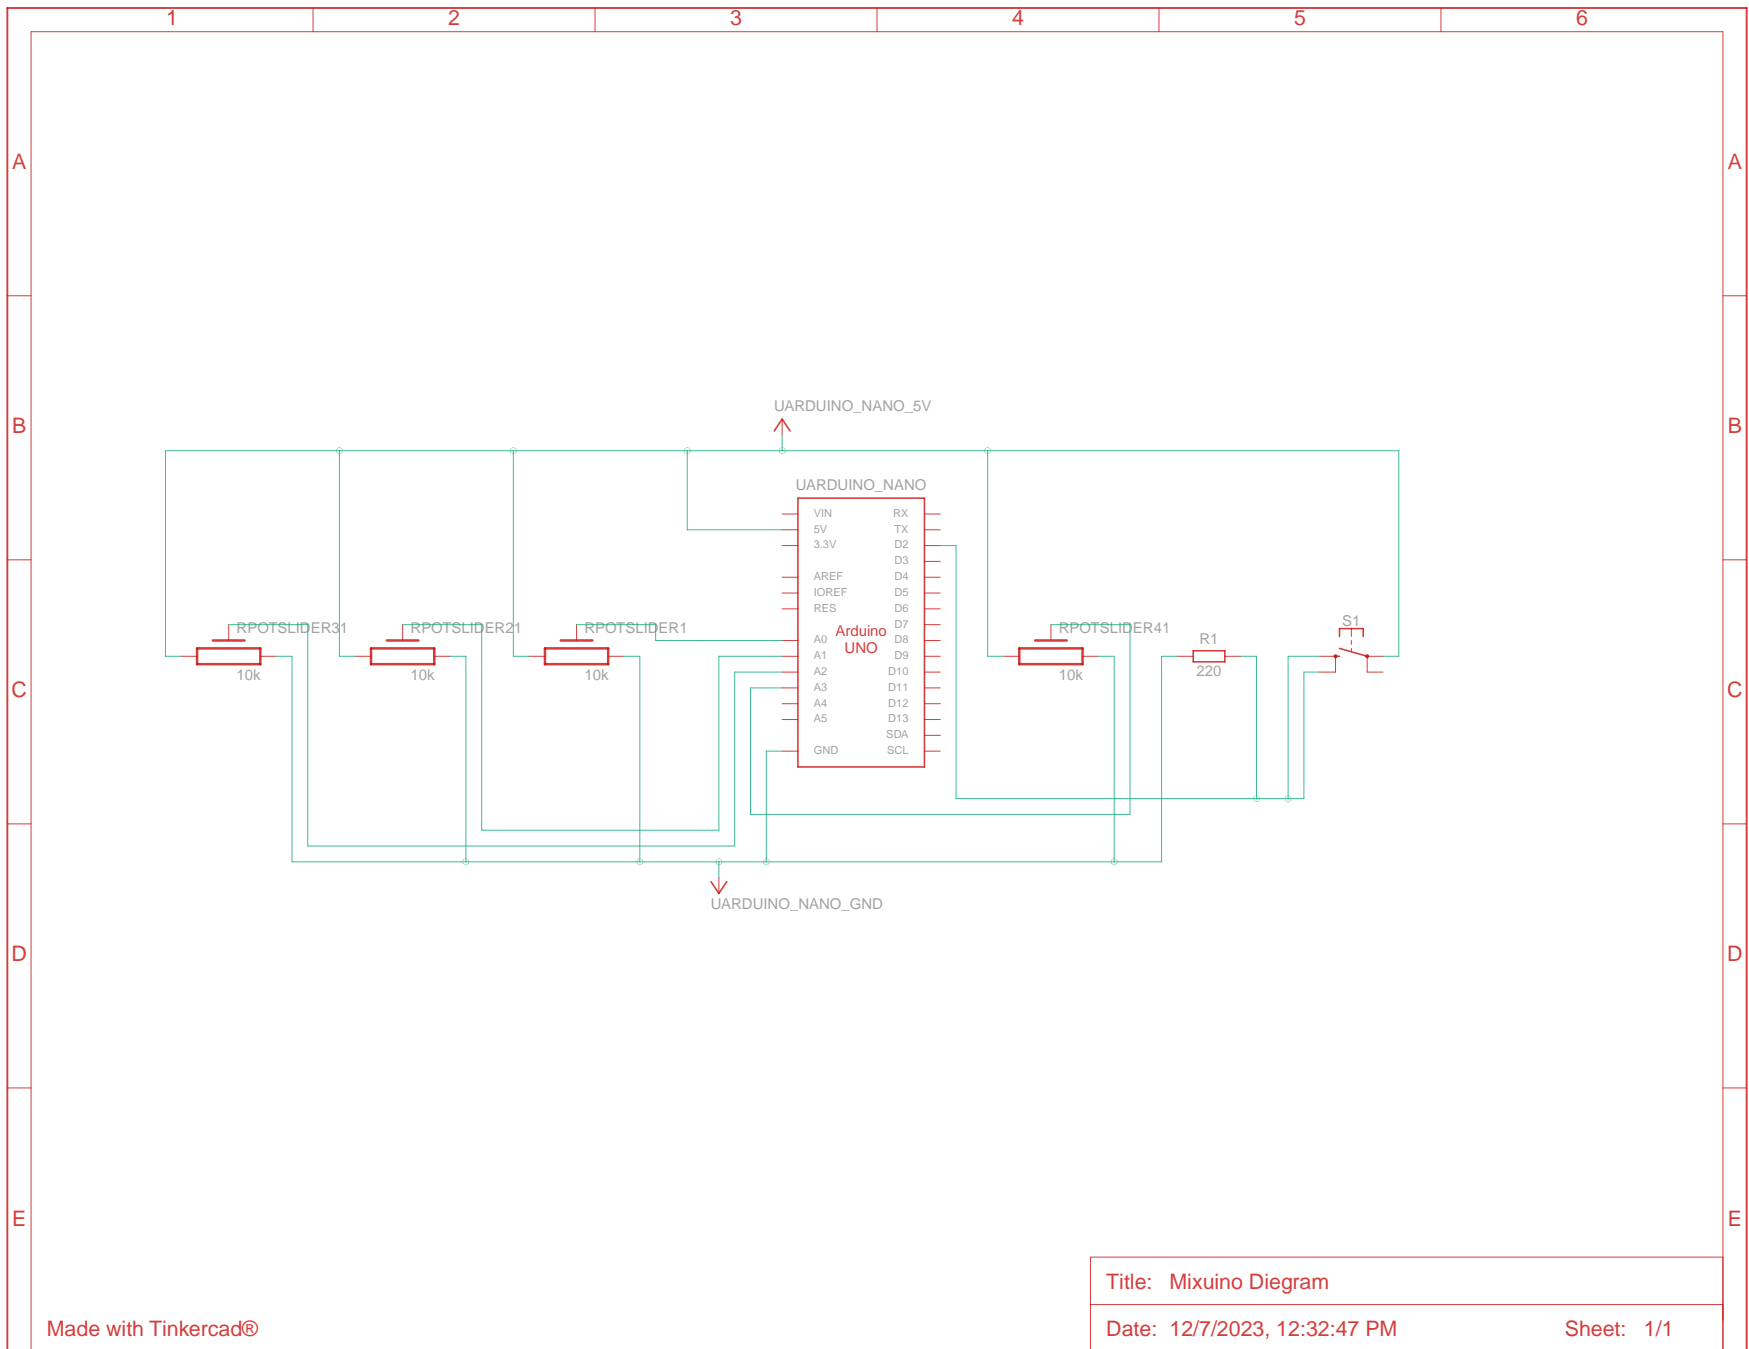 1 2 3 4 5 6
A A
B B
C C
D D
E E
UARDUINO_NANO_5V
UARDUINO_NANO
VIN RX
5V TX
3.3V D2
D3
AREF D4
IOREF D5
RES D6
D7
A0 D8
A1 D9
A2 D10
A3 D11
A4 D12
A5 D13
SDA
GND SCL
Arduino
UNO
RPOTSLIDER31
10k
RPOTSLIDER21
10k
RPOTSLIDER1
10k
RPOTSLIDER41
10k
R1
220
S1
UARDUINO_NANO_GND
Title: Mixuino Diegram
Made with Tinkercad®
Date: 12/7/2023, 12:32:47 PM Sheet: 1/1